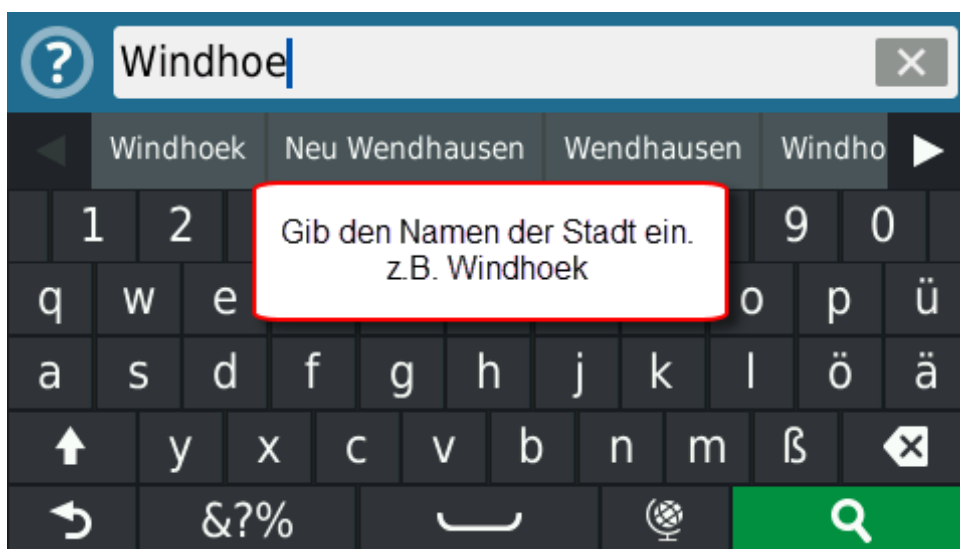 ?
Windhoe
Windhoek Neu Wendhausen Wendhausen Windho
1 2 9 0
Gib den Namen der Stadt ein.
z.B. Windhoek
q w e o p ü
a s d f g h j k l ö ä
y x c v b n m ß
&?%